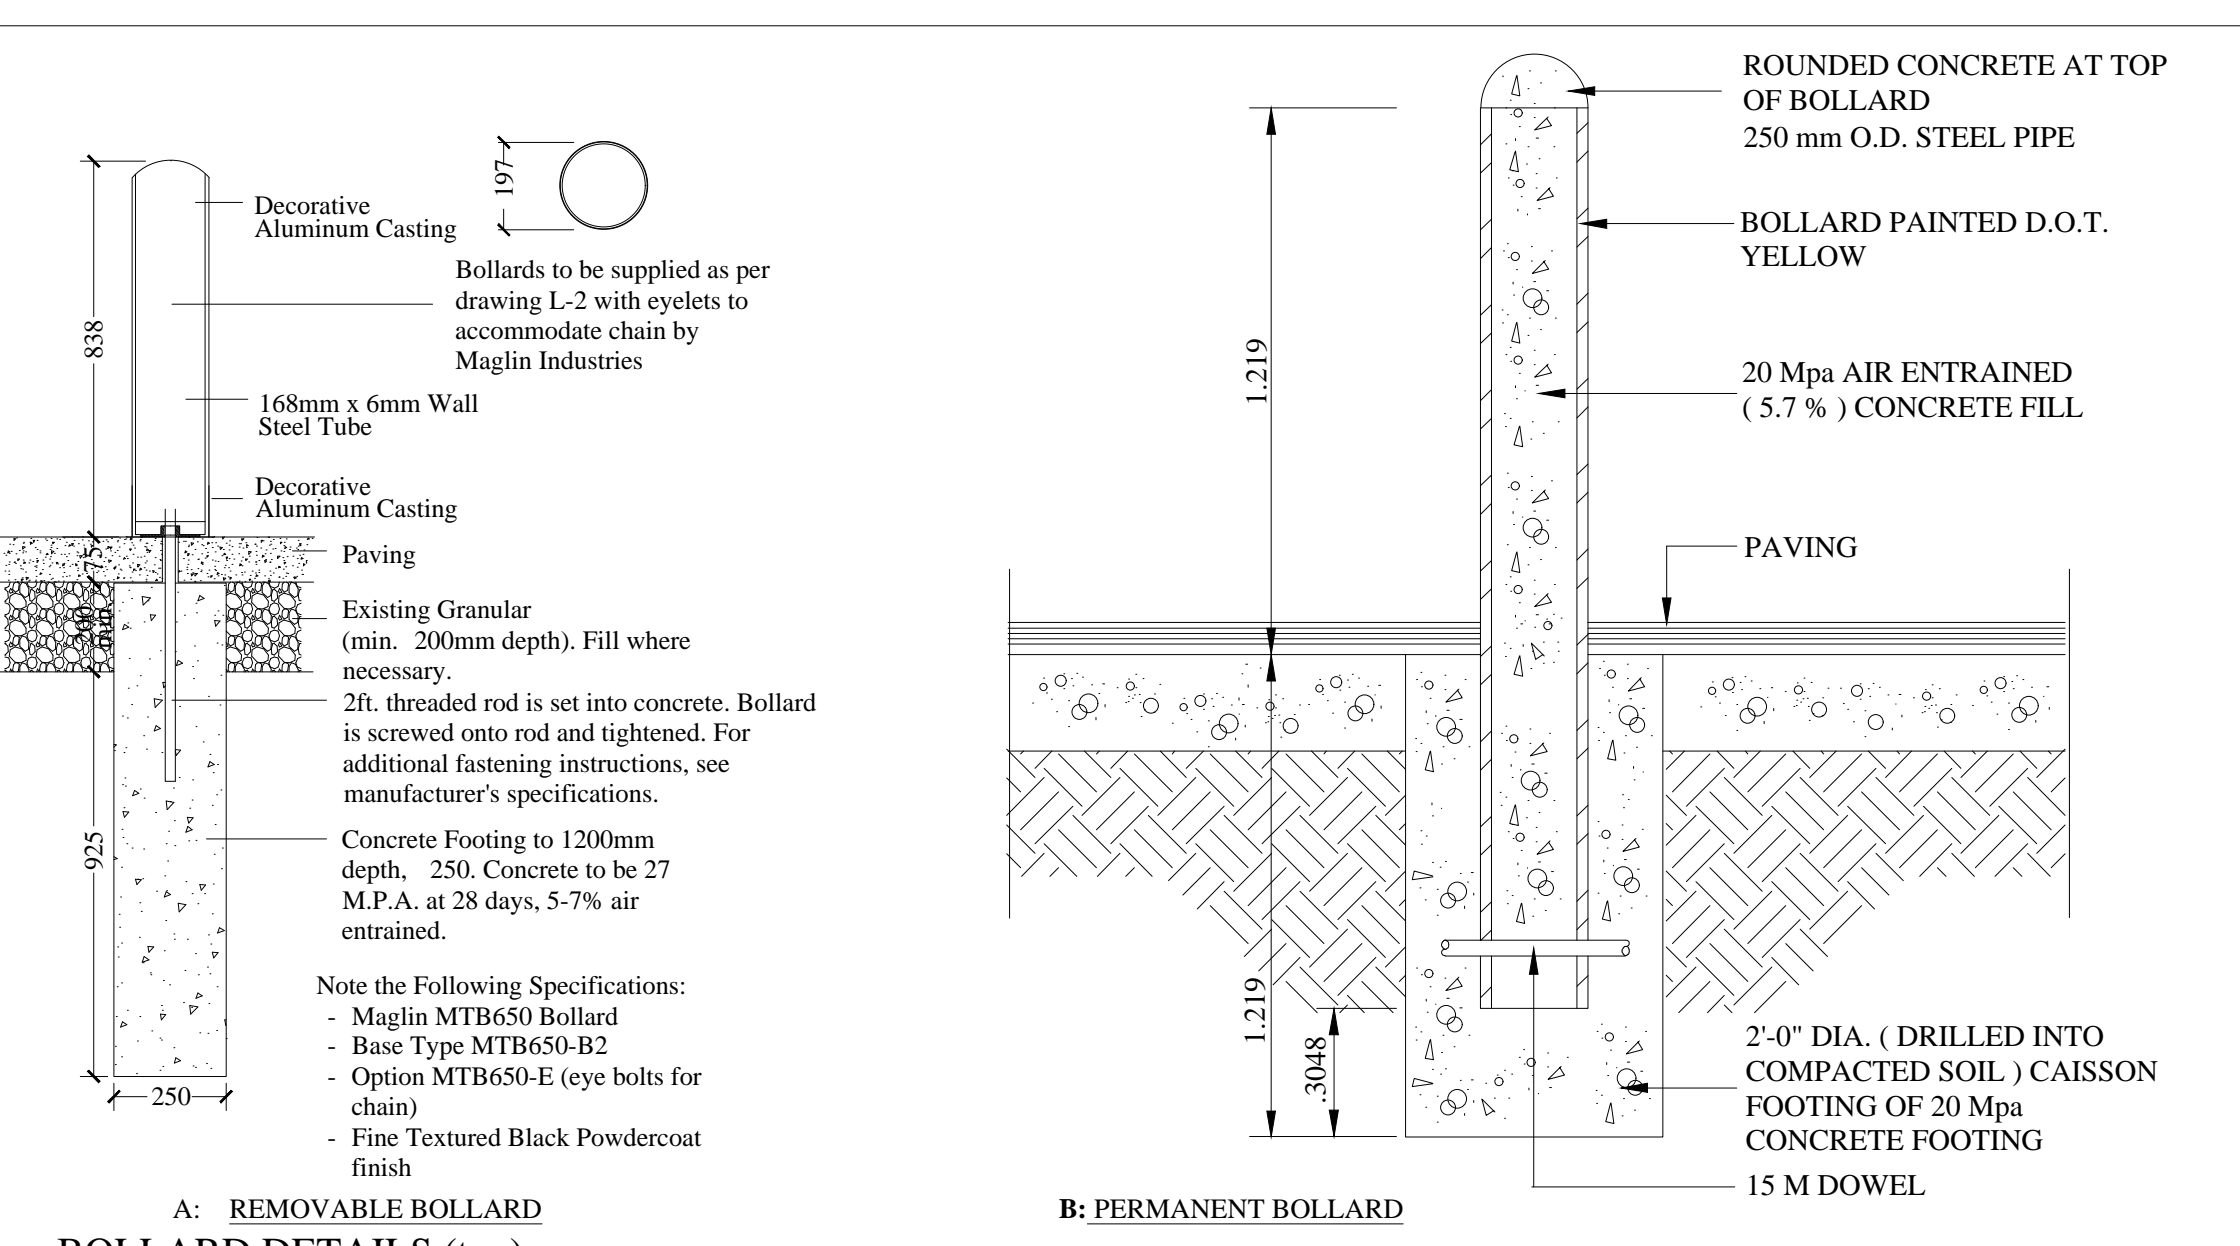 838
197
Decorative
Aluminum Casting
Bollards to be supplied as per
drawing L-2 with eyelets to
accommodate chain by
Maglin Industries
168mm x 6mm Wall
Steel Tube
Decorative
Aluminum Casting
75
Paving
200
min.
Existing Granular
(min. 200mm depth). Fill where
necessary.
2ft. threaded rod is set into concrete. Bollard
is screwed onto rod and tightened. For
additional fastening instructions, see
manufacturer's specifications.
925
Concrete Footing to 1200mm
depth, 250. Concrete to be 27
M.P.A. at 28 days, 5-7% air
entrained.
250
Note the Following Specifications:
- Maglin MTB650 Bollard
- Base Type MTB650-B2
- Option MTB650-E (eye bolts for
chain)
- Fine Textured Black Powdercoat
finish
A: REMOVABLE BOLLARD
ROUNDED CONCRETE AT TOP
OF BOLLARD
250 mm O.D. STEEL PIPE
BOLLARD PAINTED D.O.T.
YELLOW
1.219
20 Mpa AIR ENTRAINED
( 5.7 % ) CONCRETE FILL
PAVING
1.219
.3048
2'-0" DIA. ( DRILLED INTO
COMPACTED SOIL ) CAISSON
FOOTING OF 20 Mpa
CONCRETE FOOTING
15 M DOWEL
B: PERMANENT BOLLARD
BOLLARD DETAILS